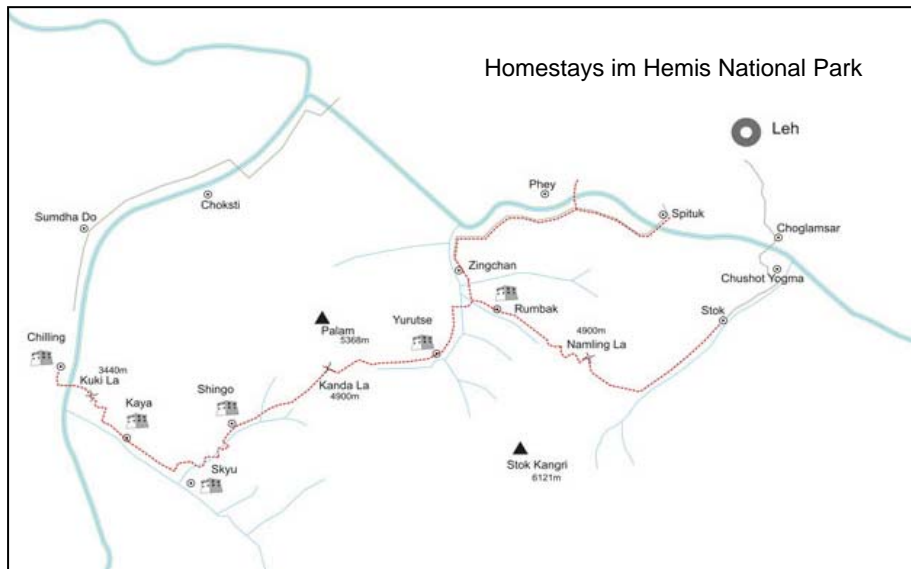 Homestays im Hemis National Park
Leh
Phey
Choksti
Spituk
Sumdha Do
Choglamsar
Zingchan
Chushot Yogma
Rumbak
Stok
Palam
5368m
Yurutse
4900m
Namling La
Chilling
3440m
Kuki La
Shingo
Kanda La
4900m
Kaya
Skyu
Stok Kangri
6121m